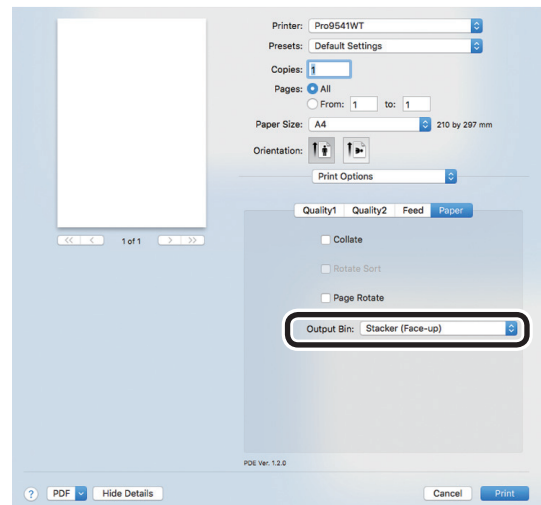 Printer: Pro9541WT
Presets: Default Settings
Copies: 1
Pages: All
From: 1 to: 1
Paper Size: A4 210 by 297 mm
Orientation:
Print Options
Quality1 Quality2 Feed Paper
<< < 1 of 1 > >>
Collate
Rotate Sort
Page Rotate
Output Bin: Stacker (Face-up)
PDE Ver. 1.2.0
? PDF Hide Details Cancel Print